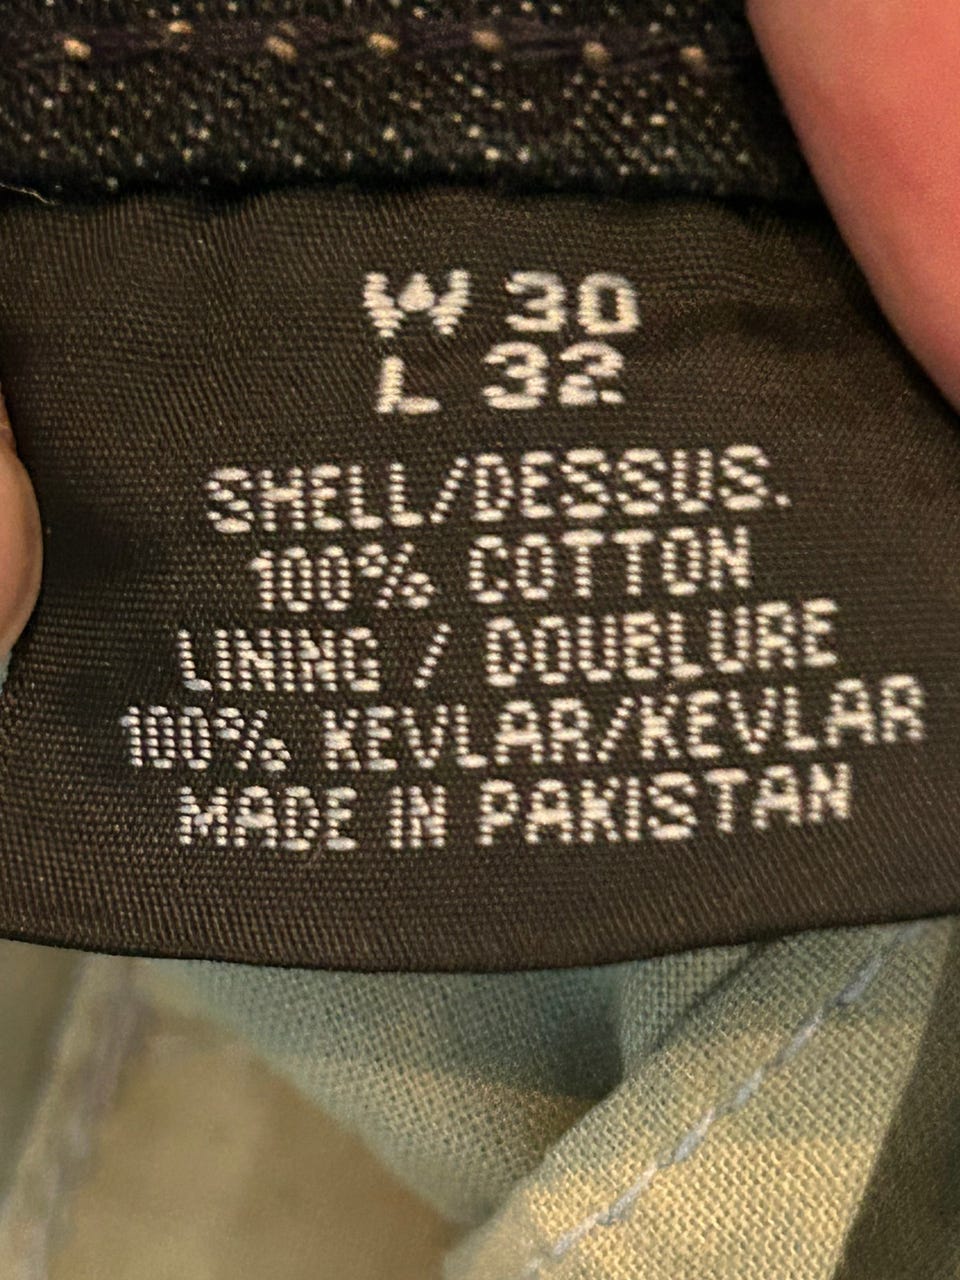 W 30
L 32
SHELL/DESSUS.
100% COTTON
LINING / DOUBLURE
100% KEVLAR/KEVLAR
MADE IN PAKISTAN